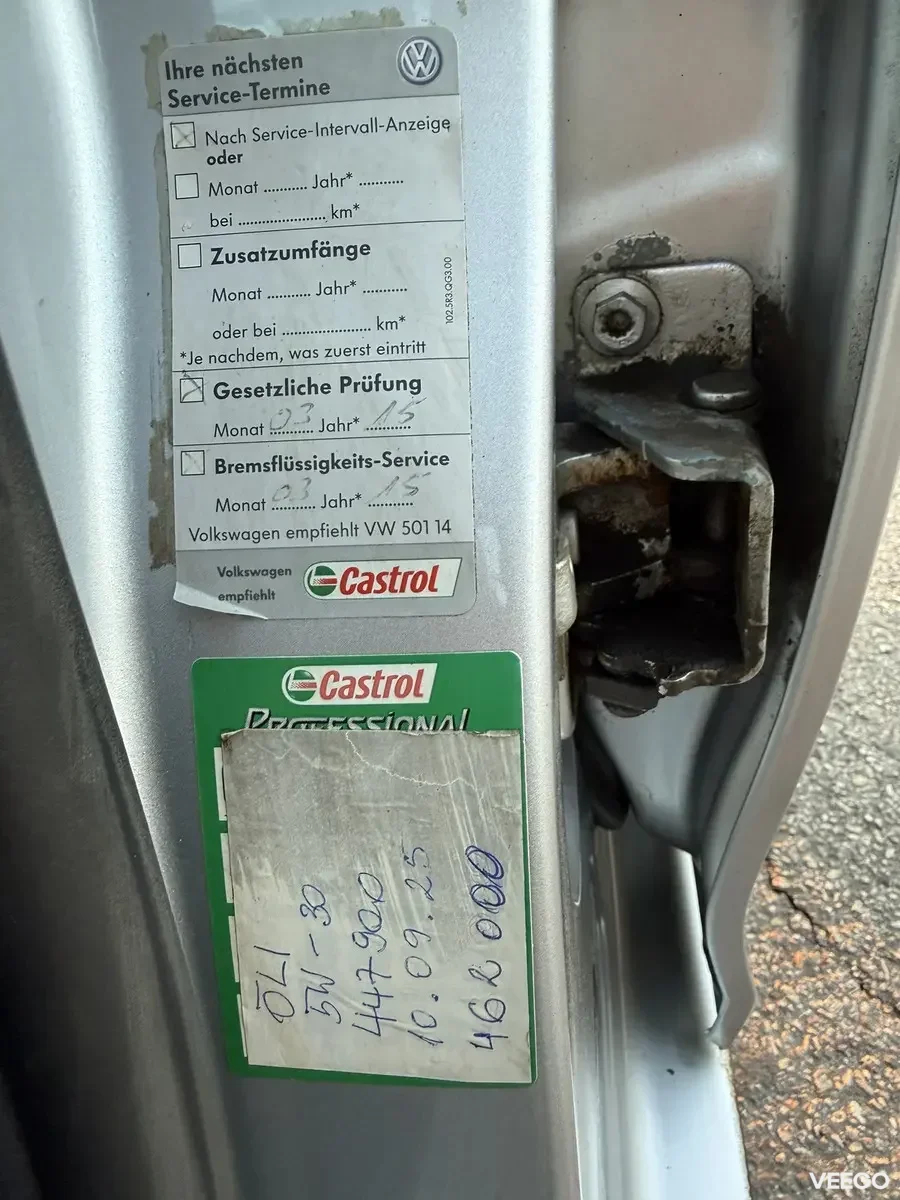 Ihre nächsten
Service-Termine
Nach Service-Intervall-Anzeige
oder
Monat ........... Jahr* ...........
bei ...................... km*
Zusatzumfänge
Monat ........... Jahr* ...........
oder bei ...................... km*
*Je nachdem, was zuerst eintritt
102.5R3.QG3.00
Gesetzliche Prüfung
Monat 03 Jahr* 15
Bremsflüssigkeits-Service
Monat 03 Jahr* 15
Volkswagen empfiehlt VW 501 14
Volkswagen
empfiehlt
Castrol
Castrol
PROFESSIONAL
ÕLI
5W-30
447900
10.09.25
462000
VEEGO